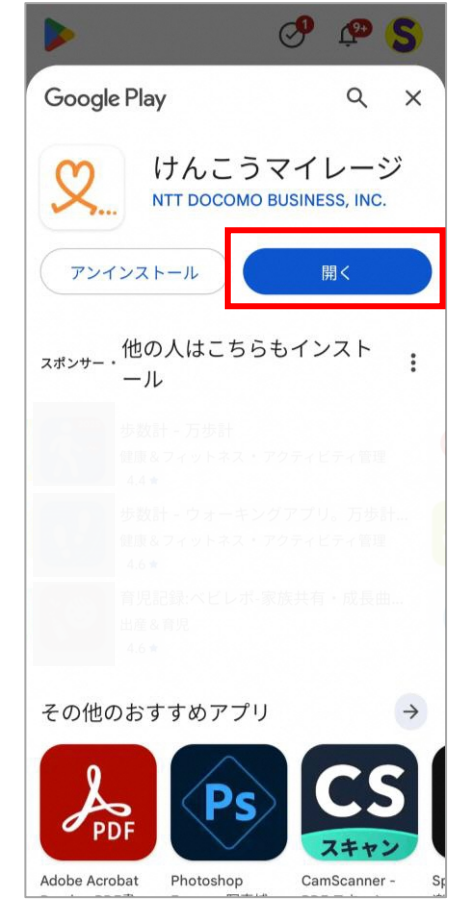 1
9+
S
Google Play
けんこうマイレージ
NTT DOCOMO BUSINESS, INC.
アンインストール
開く
スポンサー・
他の人はこちらもインスト
ール
歩数計 - 万歩計
健康＆フィットネス・アクティビティ管理
4.4★
歩数計 - ウォーキングアプリ、万歩計...
健康＆フィットネス・アクティビティ管理
4.6★
育児記録:ベビレポ-家族共有・成長曲...
出産＆育児
4.6★
その他のおすすめアプリ
PDF
Ps
CS
スキャン
Adobe Acrobat
Photoshop
CamScanner -